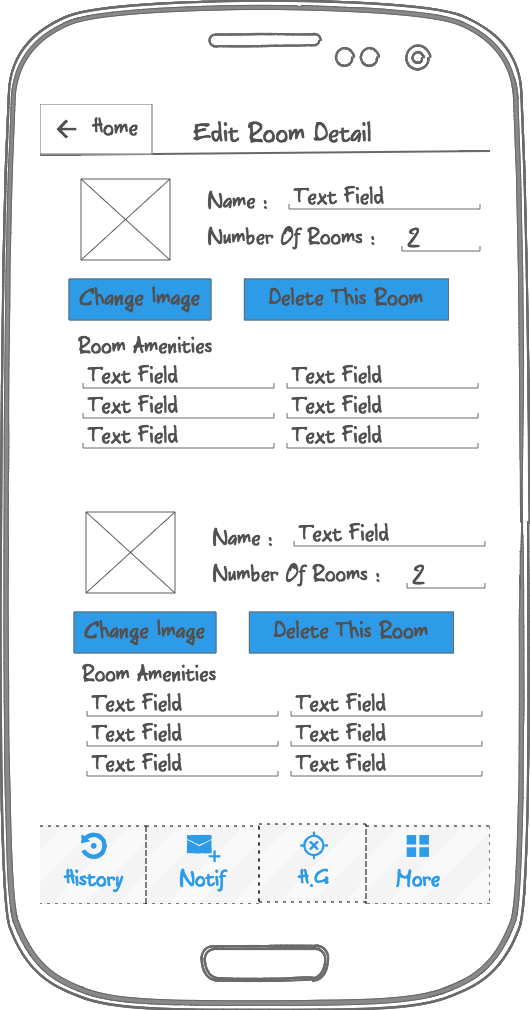 Home
Edit Room Detail
Name : Text Field
Number Of Rooms : 2
Change Image Delete This Room
Room Amenities
Text Field Text Field
Text Field Text Field
Text Field Text Field
Name : Text Field
Number Of Rooms : 2
Change Image Delete This Room
Room Amenities
Text Field Text Field
Text Field Text Field
Text Field Text Field
History Notif H.G More